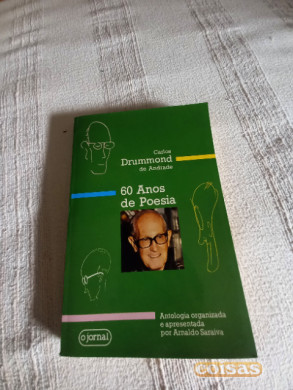 Carlos
Drummond
de Andrade
60 Anos
de Poesia
Antologia organizada
e apresentada
por Arnaldo Saraiva
o jornal
coisas